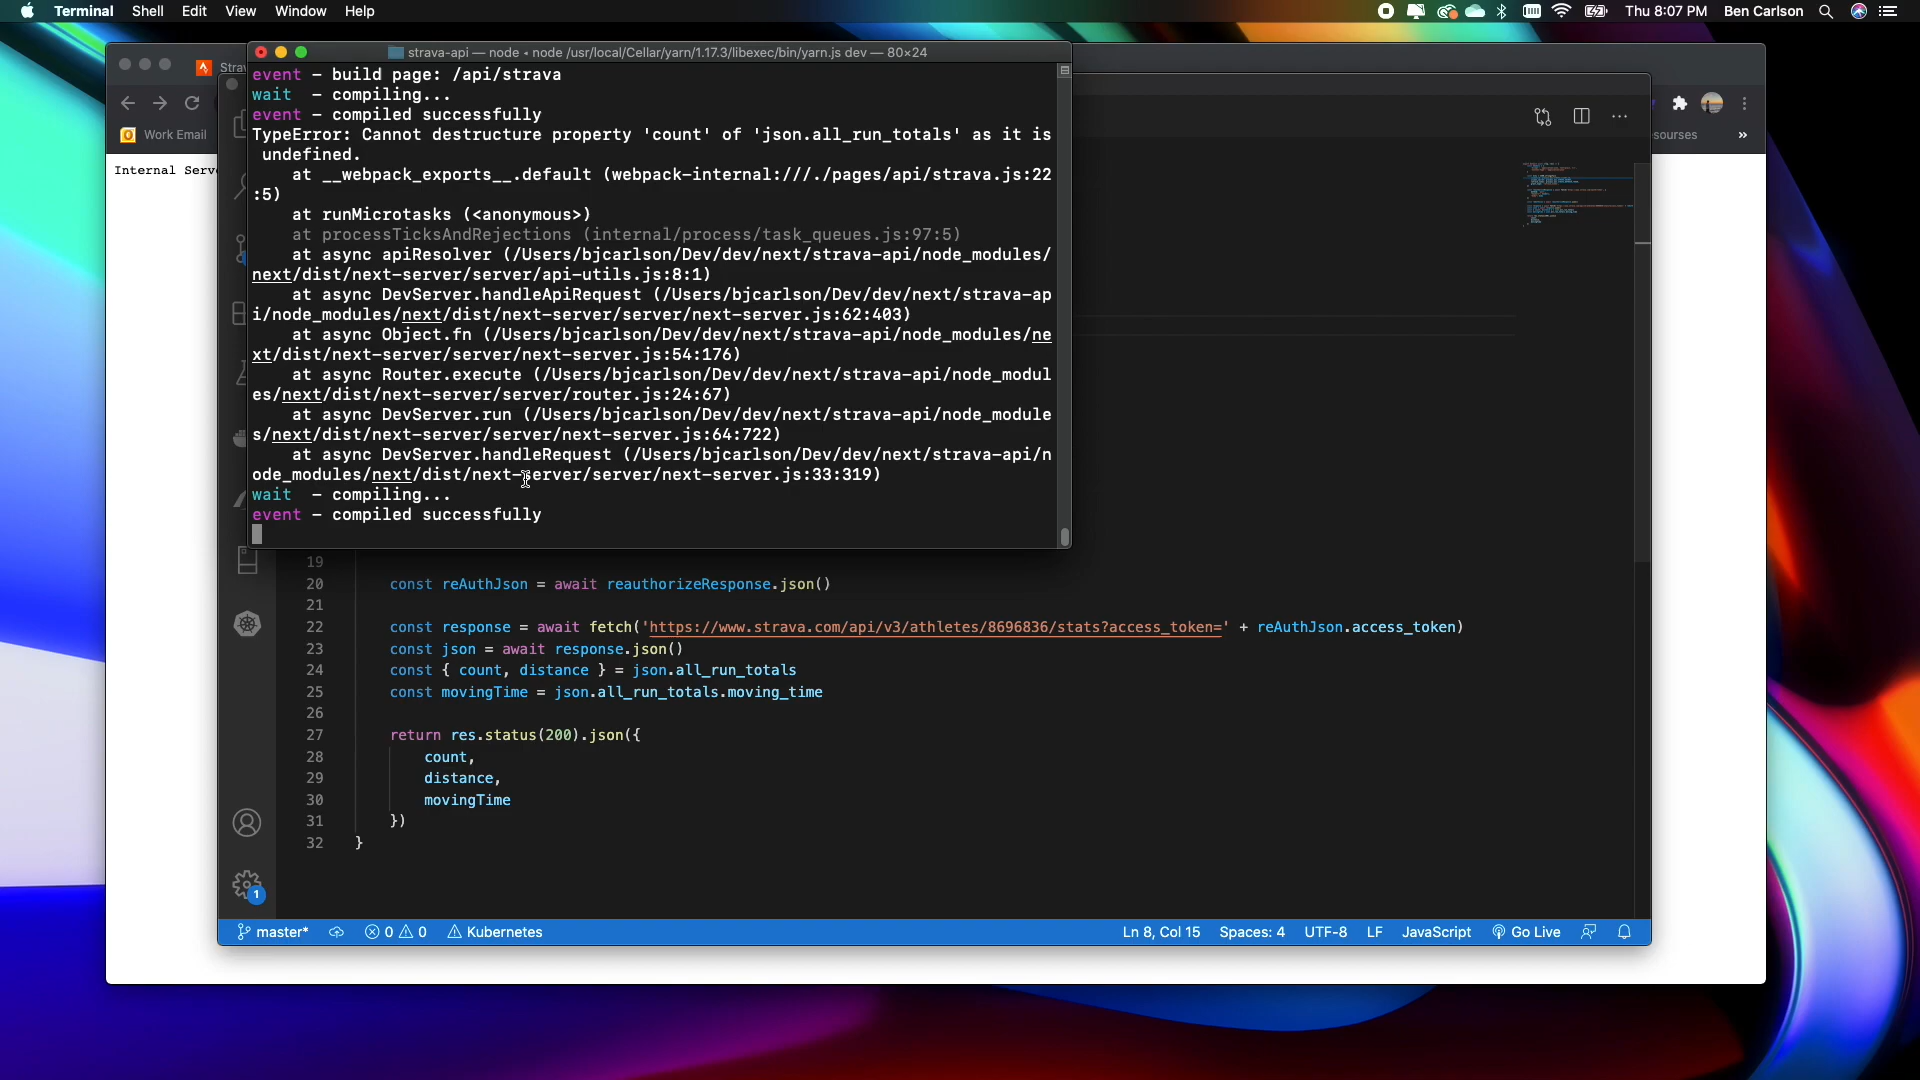 Terminal Shell Edit View Window Help
Thu 8:07 PM Ben Carlson
strava-api — node ◂ node /usr/local/Cellar/yarn/1.17.3/libexec/bin/yarn.js dev — 80×24
Work Email
Internal Serv
event - build page: /api/strava
wait  - compiling...
event - compiled successfully
TypeError: Cannot destructure property 'count' of 'json.all_run_totals' as it is
 undefined.
    at __webpack_exports__.default (webpack-internal:///./pages/api/strava.js:22
:5)
    at runMicrotasks (<anonymous>)
    at processTicksAndRejections (internal/process/task_queues.js:97:5)
    at async apiResolver (/Users/bjcarlson/Dev/dev/next/strava-api/node_modules/
next/dist/next-server/server/api-utils.js:8:1)
    at async DevServer.handleApiRequest (/Users/bjcarlson/Dev/dev/next/strava-ap
i/node_modules/next/dist/next-server/server/next-server.js:62:403)
    at async Object.fn (/Users/bjcarlson/Dev/dev/next/strava-api/node_modules/ne
xt/dist/next-server/server/next-server.js:54:176)
    at async Router.execute (/Users/bjcarlson/Dev/dev/next/strava-api/node_modul
es/next/dist/next-server/server/router.js:24:67)
    at async DevServer.run (/Users/bjcarlson/Dev/dev/next/strava-api/node_module
s/next/dist/next-server/server/next-server.js:64:722)
    at async DevServer.handleRequest (/Users/bjcarlson/Dev/dev/next/strava-api/n
ode_modules/next/dist/next-server/server/next-server.js:33:319)
wait  - compiling...
event - compiled successfully
19
20 const reAuthJson = await reauthorizeResponse.json()
21
22 const response = await fetch('https://www.strava.com/api/v3/athletes/8696836/stats?access_token=' + reAuthJson.access_token)
23 const json = await response.json()
24 const { count, distance } = json.all_run_totals
25 const movingTime = json.all_run_totals.moving_time
26
27 return res.status(200).json({
28 count,
29 distance,
30 movingTime
31 })
32 }
1
master* 0 0 Kubernetes Ln 8, Col 15 Spaces: 4 UTF-8 LF JavaScript Go Live